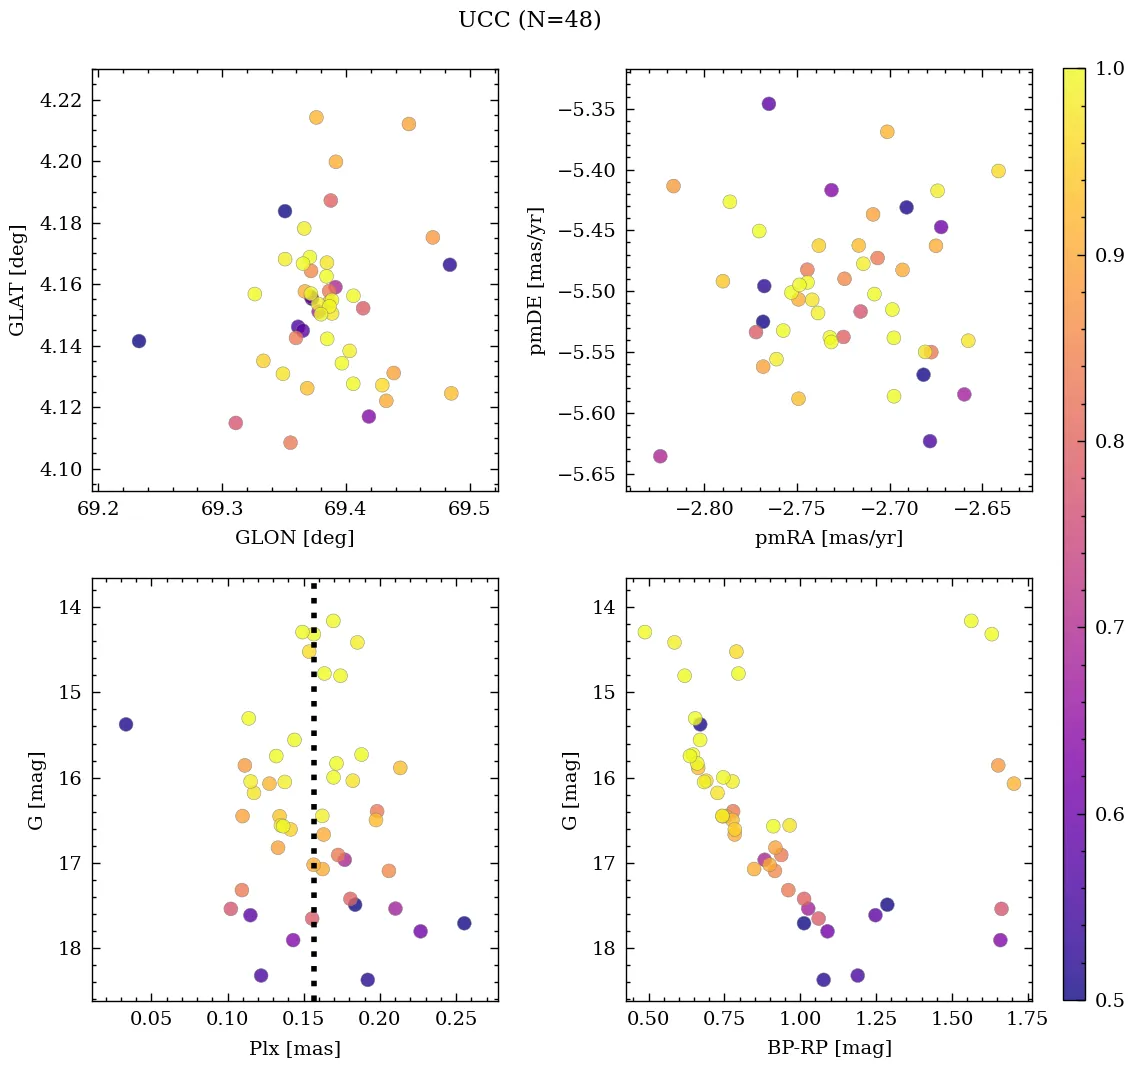 UCC (N=48)
4.22
4.20
4.18
4.16
4.14
4.12
4.10
GLAT [deg]
69.2 69.3 69.4 69.5
GLON [deg]
−5.35
−5.40
−5.45
−5.50
−5.55
−5.60
−5.65
pmDE [mas/yr]
−2.80 −2.75 −2.70 −2.65
pmRA [mas/yr]
14
15
16
17
18
G [mag]
0.05 0.10 0.15 0.20 0.25
Plx [mas]
14
15
16
17
18
G [mag]
0.50 0.75 1.00 1.25 1.50 1.75
BP-RP [mag]
1.0
0.9
0.8
0.7
0.6
0.5